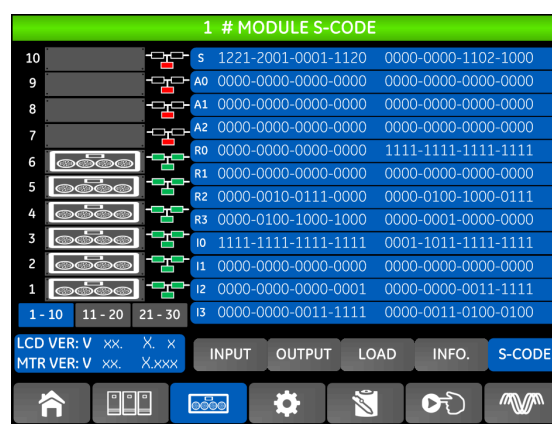 1 # MODULE S-CODE
10 S 1221-2001-0001-1120 0000-0000-1102-1000
9 A0 0000-0000-0000-0000 0000-0000-0000-0000
8 A1 0000-0000-0000-0000 0000-0000-0000-0000
7 A2 0000-0000-0000-0000 0000-0000-0000-0000
R0 0000-0000-0000-0000 1111-1111-1111-1111
6 R1 0000-0000-0000-0000 0000-0000-0000-0000
5 R2 0000-0010-0111-0000 0000-0100-1000-0111
4 R3 0000-0100-1000-1000 0000-0001-0000-0000
3 I0 1111-1111-1111-1111 0001-1011-1111-1111
2 I1 0000-0000-0000-0000 0000-0000-0000-0000
1 I2 0000-0000-0000-0001 0000-0000-0011-1111
1 - 10 11 - 20 21 - 30 I3 0000-0000-0011-1111 0000-0011-0100-0100
LCD VER: V xx. X. x
MTR VER: V xx. X.xxx
INPUT OUTPUT LOAD INFO. S-CODE